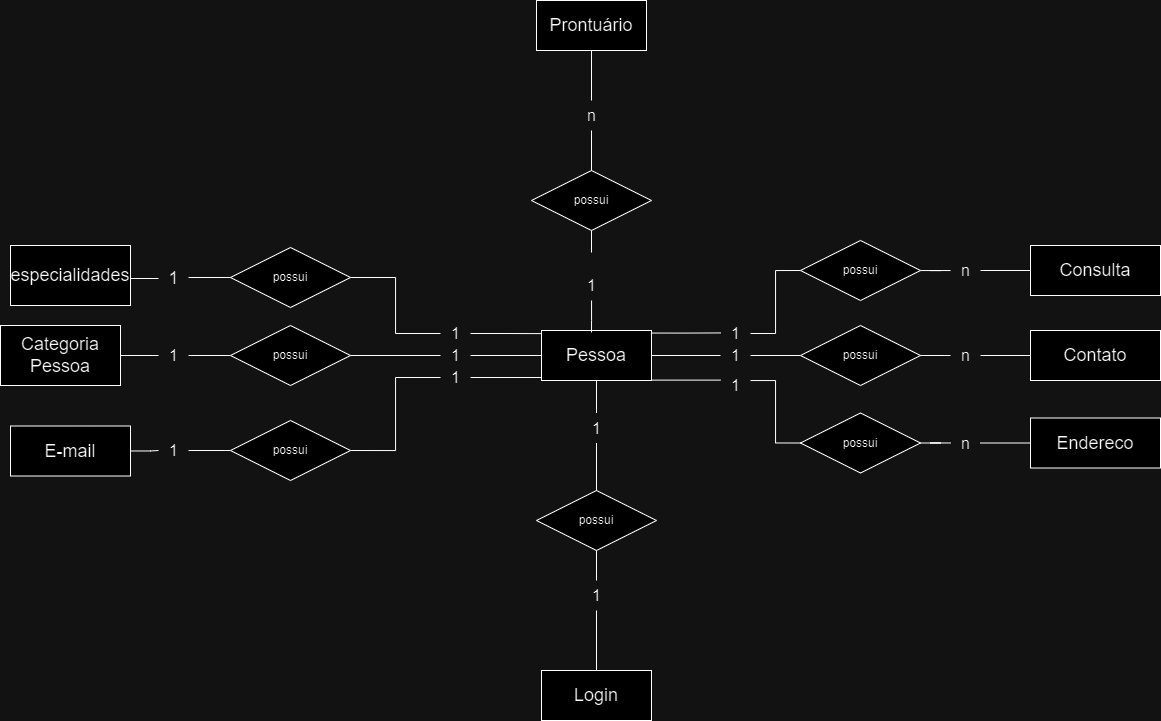 Prontuário
n
possui
1
especialidades
1
possui
1
Categoria
Pessoa
1
possui
1
E-mail
1
possui
1
Pessoa
1
possui
n
Consulta
1
possui
n
Contato
1
possui
n
Endereco
1
possui
1
Login